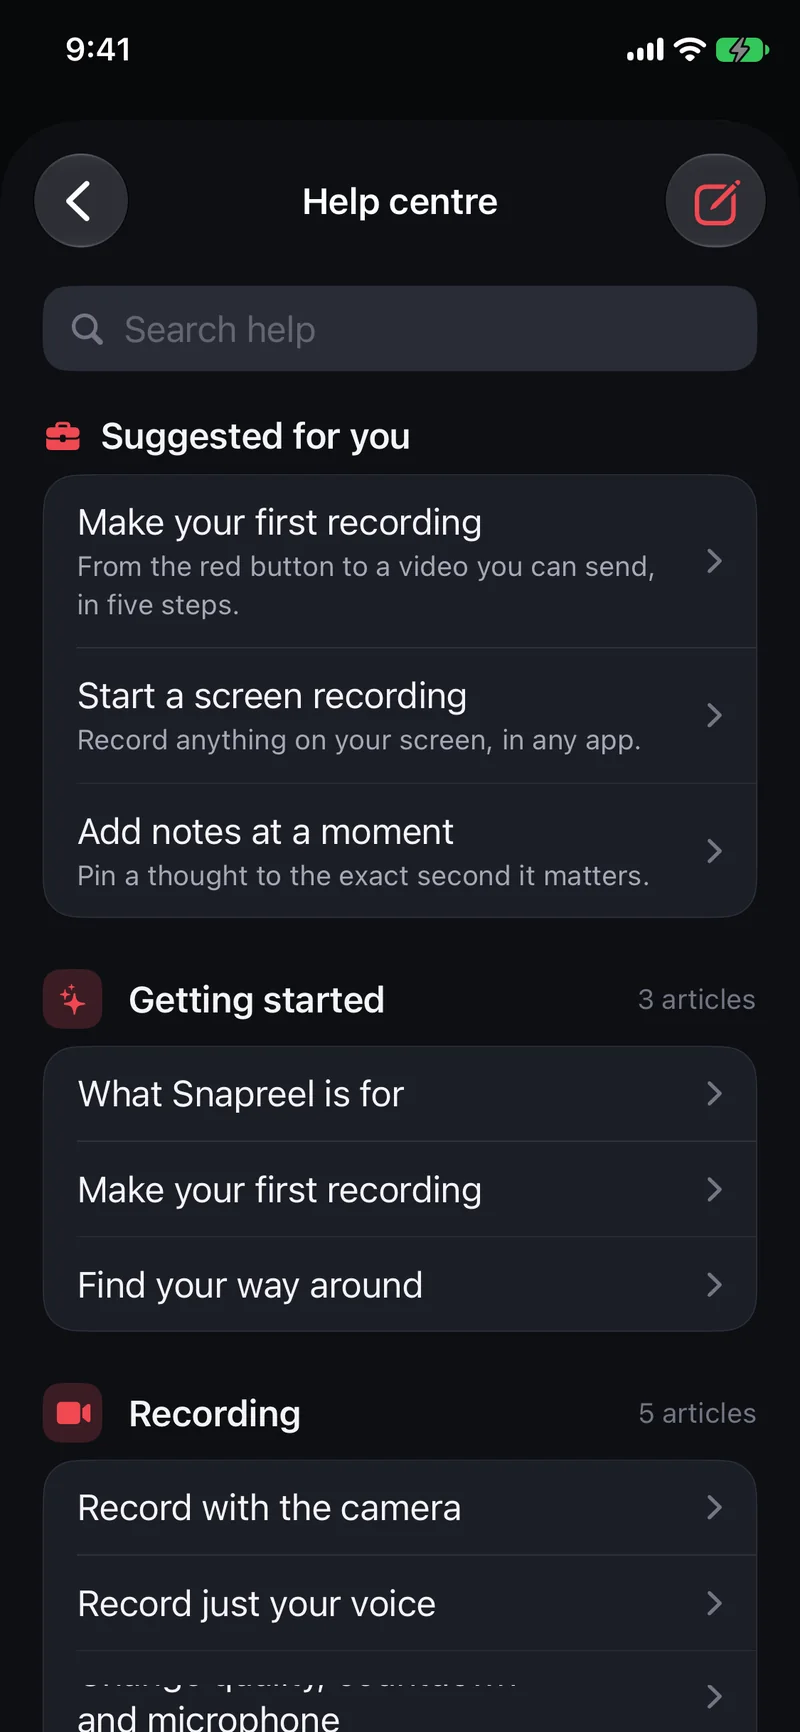 9:41
Help centre
Search help
Suggested for you
Make your first recording
From the red button to a video you can send,
in five steps.
Start a screen recording
Record anything on your screen, in any app.
Add notes at a moment
Pin a thought to the exact second it matters.
Getting started
3 articles
What Snapreel is for
Make your first recording
Find your way around
Recording
5 articles
Record with the camera
Record just your voice
and microphone